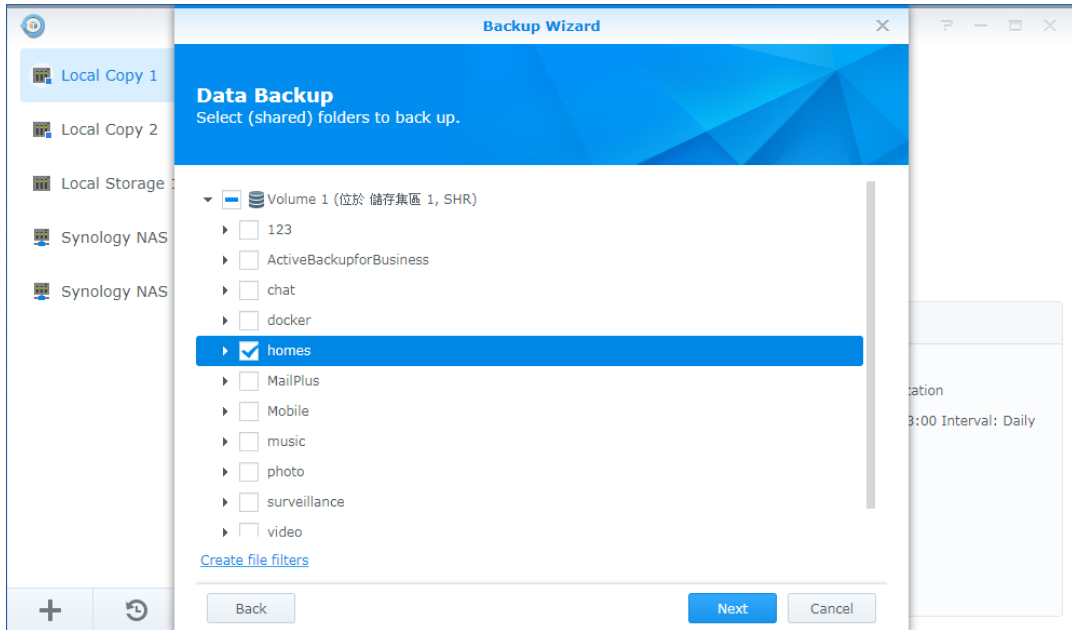 Backup Wizard
Local Copy 1
Local Copy 2
Local Storage 1
Synology NAS
Synology NAS
Data Backup
Select (shared) folders to back up.
Volume 1 (位於 儲存集區 1, SHR)
123
ActiveBackupforBusiness
chat
docker
homes
MailPlus
Mobile
music
photo
surveillance
video
Create file filters
Back
Next
Cancel
3:00 Interval: Daily